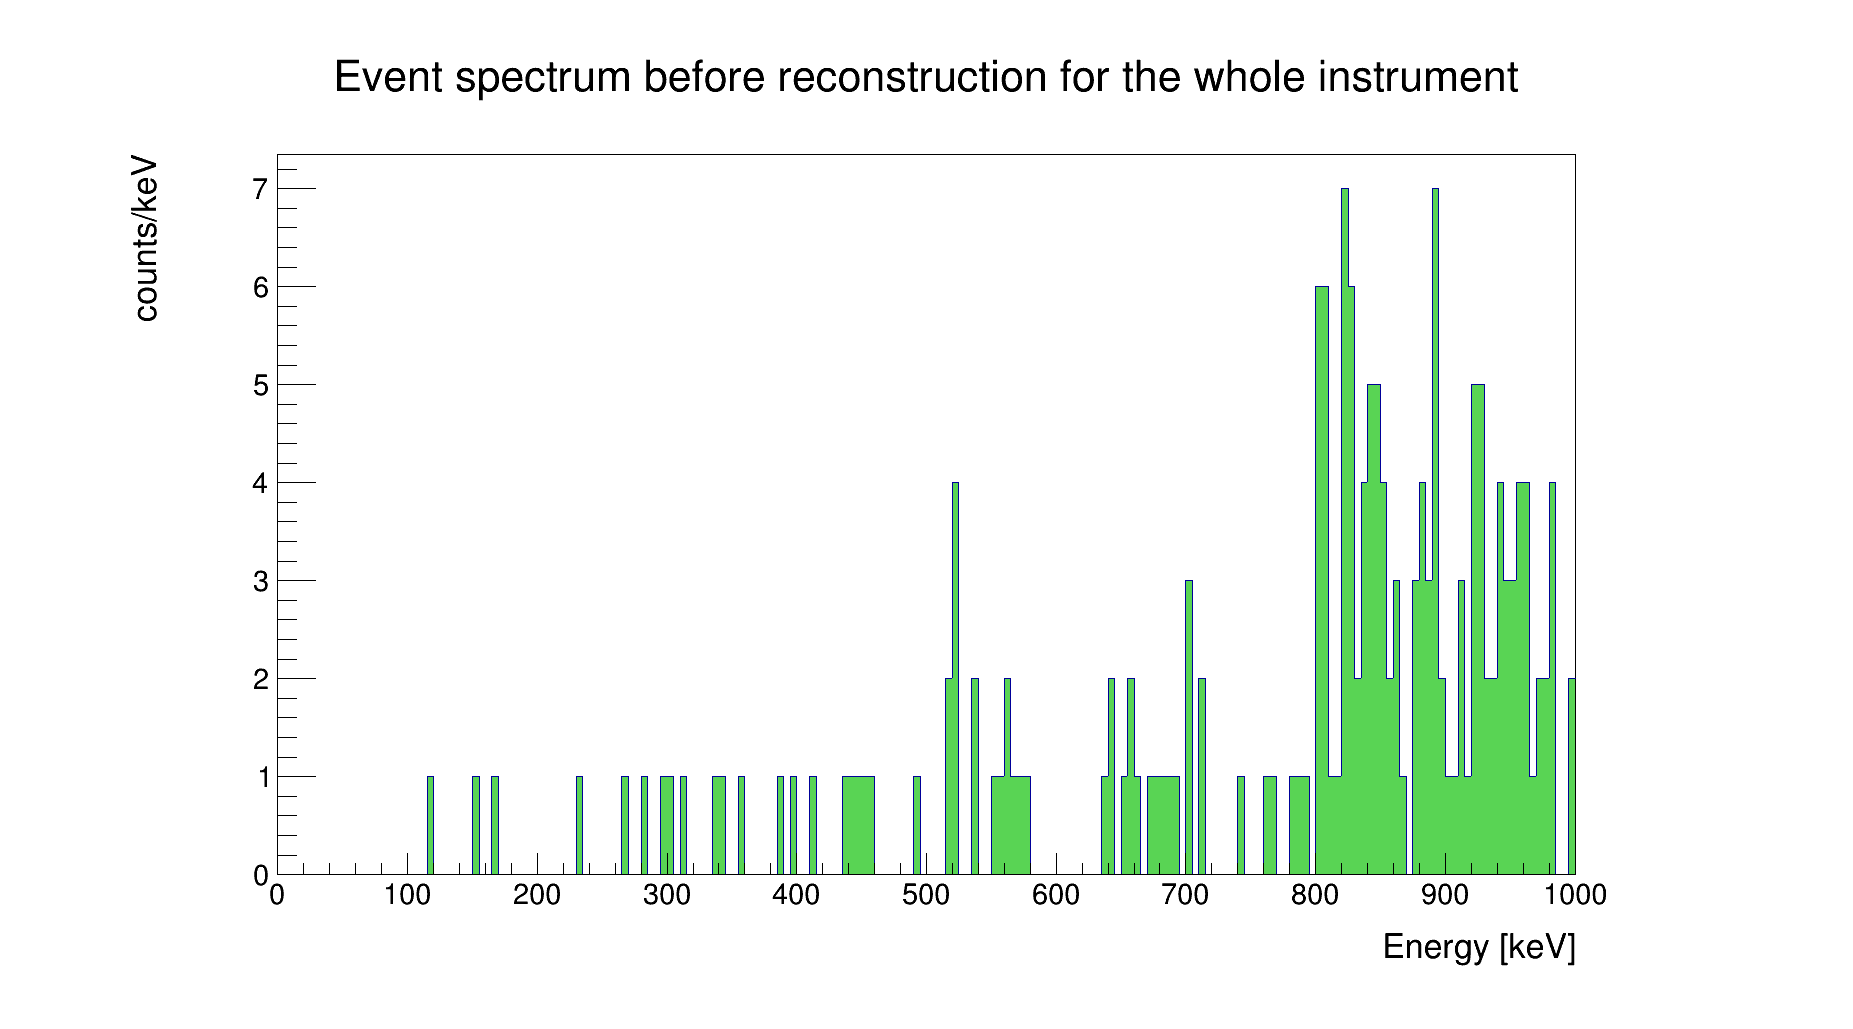 Event spectrum before reconstruction for the whole instrument
counts/keV
7
6
5
4
3
2
1
0
0 100 200 300 400 500 600 700 800 900 1000
Energy [keV]